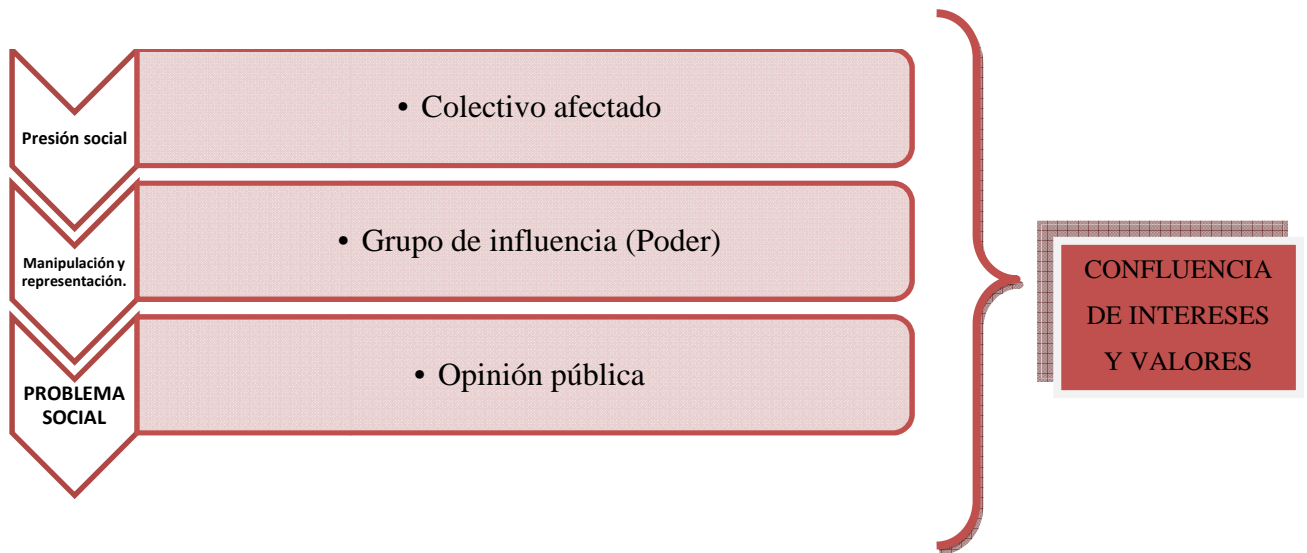 Presión social
• Colectivo afectado
Manipulación y
representación.
• Grupo de influencia (Poder)
PROBLEMA
SOCIAL
• Opinión pública
CONFLUENCIA
DE INTERESES
Y VALORES